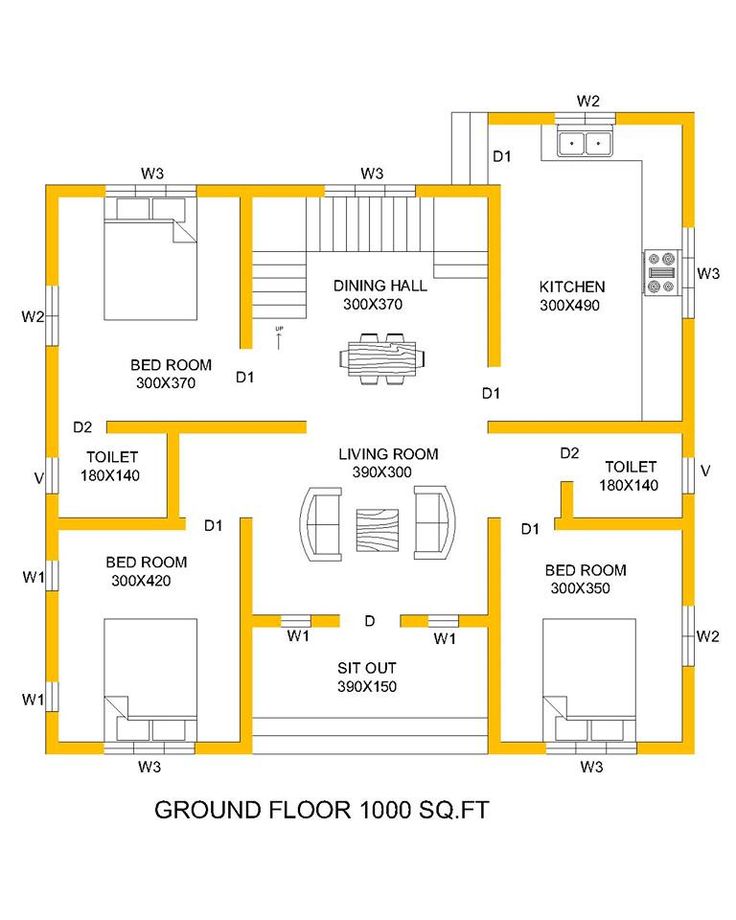 W2
D1
W3
W3
W3
W2
KITCHEN
300X490
DINING HALL
300X370
UP
BED ROOM
300X370
D1
D1
D2
TOILET
180X140
V
LIVING ROOM
390X300
D2
TOILET
180X140
V
D1
D1
BED ROOM
300X420
W1
BED ROOM
300X350
W1
W1
D
W1
W2
SIT OUT
390X150
W1
W3
W3
GROUND FLOOR 1000 SQ.FT